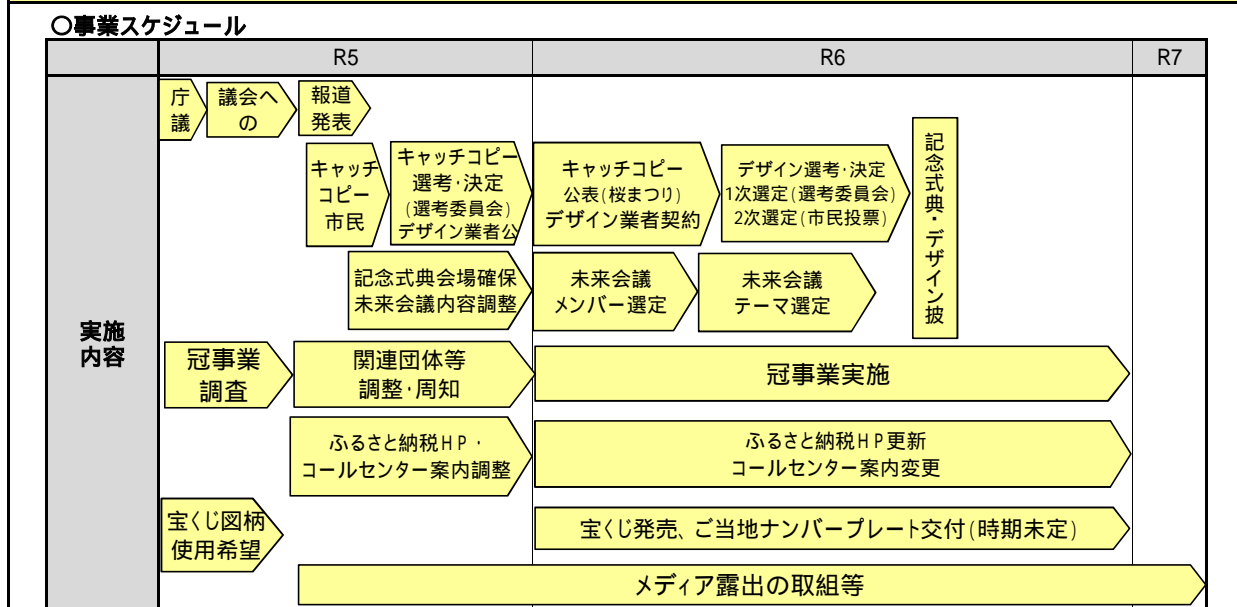 〇事業スケジュール
R5
R6
R7
実施
内容
庁
議
議会へ
の
報道
発表
キャッチ
コピー
市民
キャッチコピー
選考・決定
(選考委員会)
デザイン業者公
キャッチコピー
公表(桜まつり)
デザイン業者契約
デザイン選考・決定
1次選定(選考委員会)
2次選定(市民投票)
記念式典・デザイン披
記念式典会場確保
未来会議内容調整
未来会議
メンバー選定
未来会議
テーマ選定
冠事業
調査
関連団体等
調整・周知
冠事業実施
ふるさと納税HP・
コールセンター案内調整
ふるさと納税HP更新
コールセンター案内変更
宝くじ図柄
使用希望
宝くじ発売、ご当地ナンバープレート交付(時期未定)
メディア露出の取組等